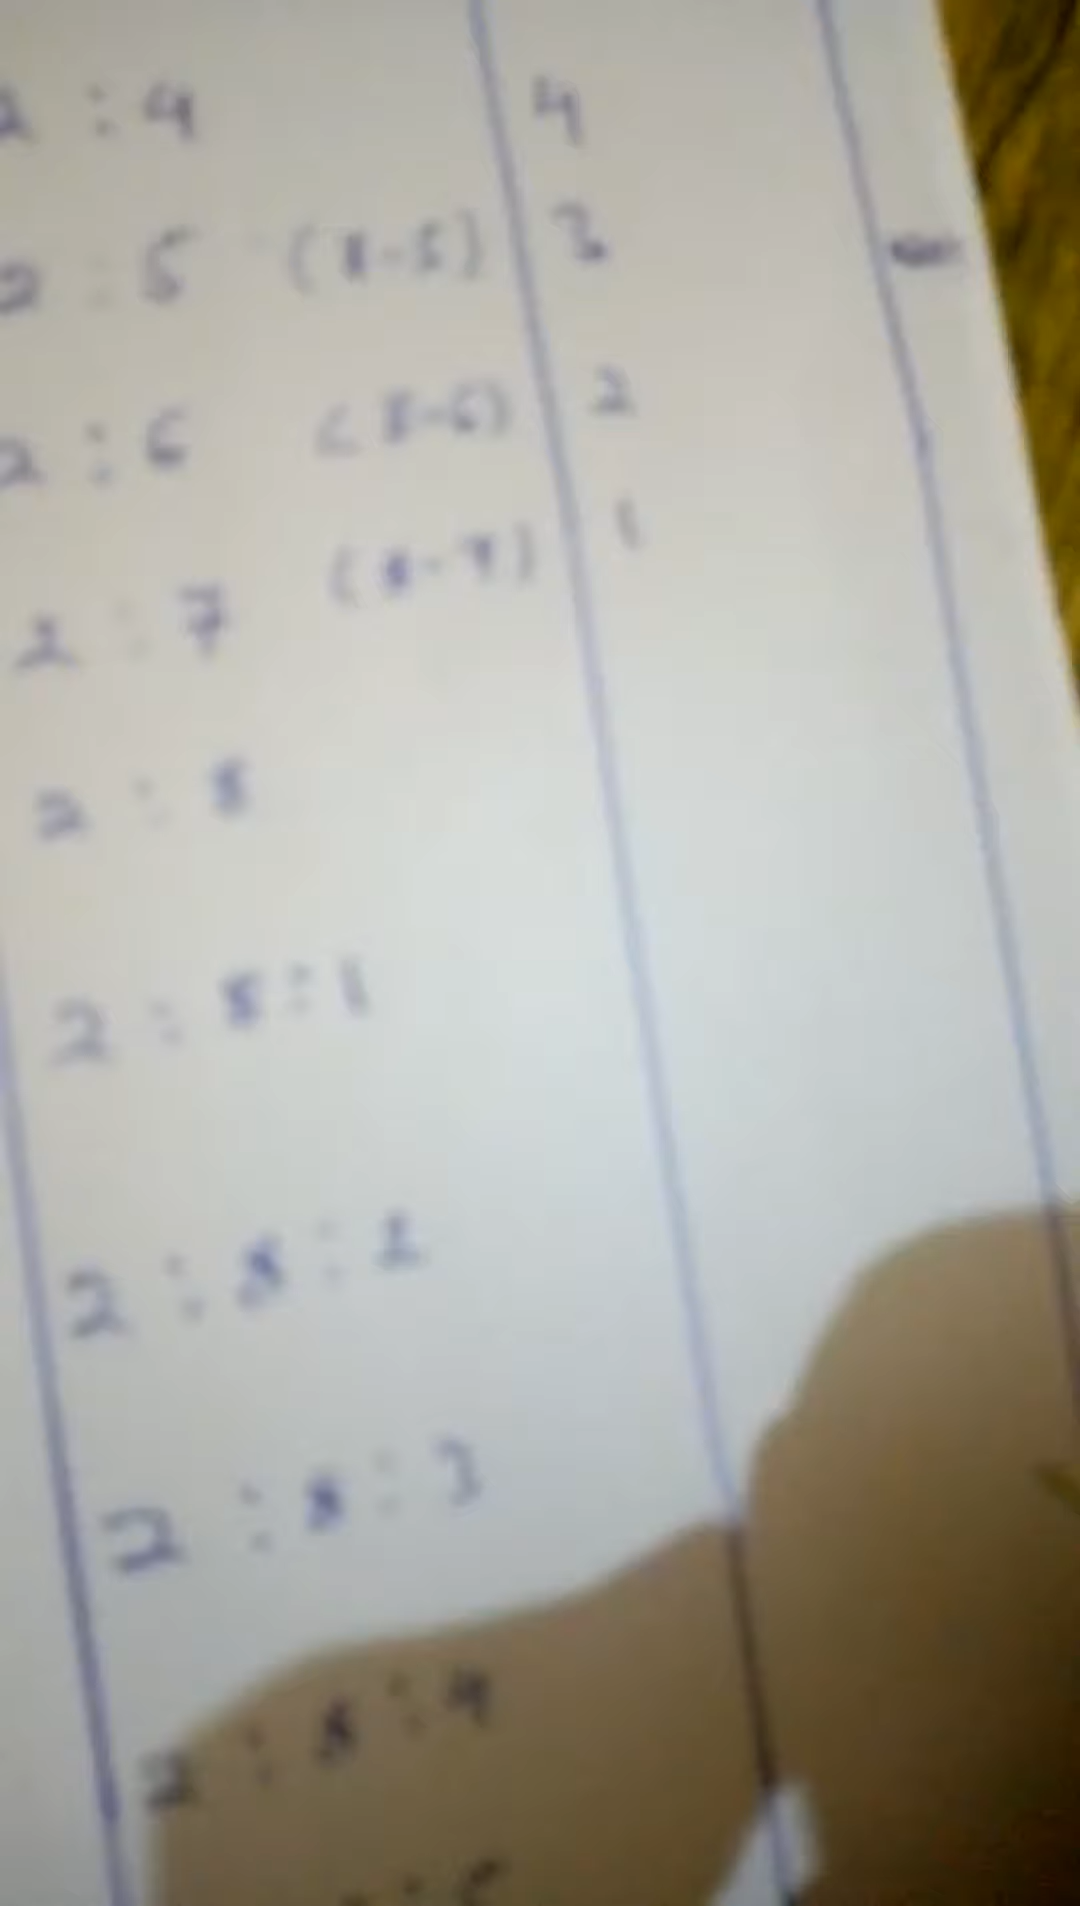 2 : 4 4
2 : 5 (8-5) 3
2 : 6 (8-6) 2
2 : 7 (8-7) 1
2 : 8
2 : 8 : 1
2 : 8 : 2
2 : 8 : 3
2 : 8 : 4